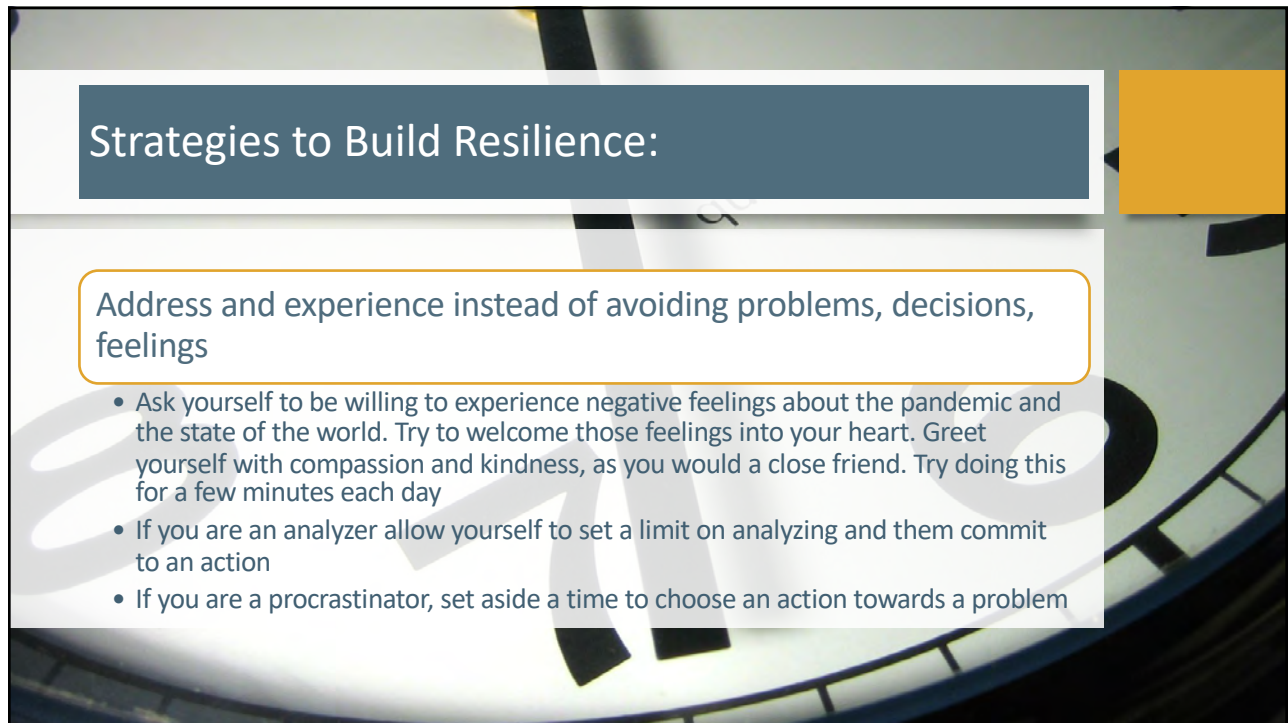 Strategies to Build Resilience:
Address and experience instead of avoiding problems, decisions,
feelings
• Ask yourself to be willing to experience negative feelings about the pandemic and
the state of the world. Try to welcome those feelings into your heart. Greet
yourself with compassion and kindness, as you would a close friend. Try doing this
for a few minutes each day
• If you are an analyzer allow yourself to set a limit on analyzing and them commit
to an action
• If you are a procrastinator, set aside a time to choose an action towards a problem
8
7
6